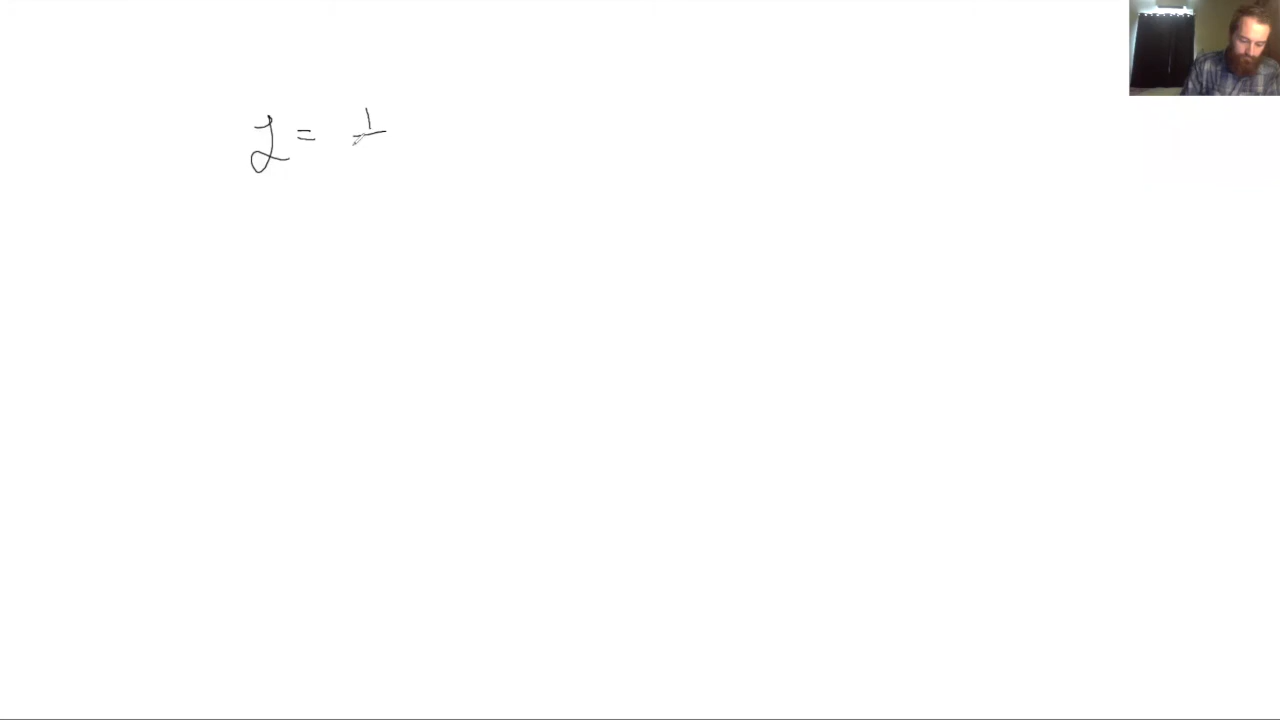 ℒ = 1/